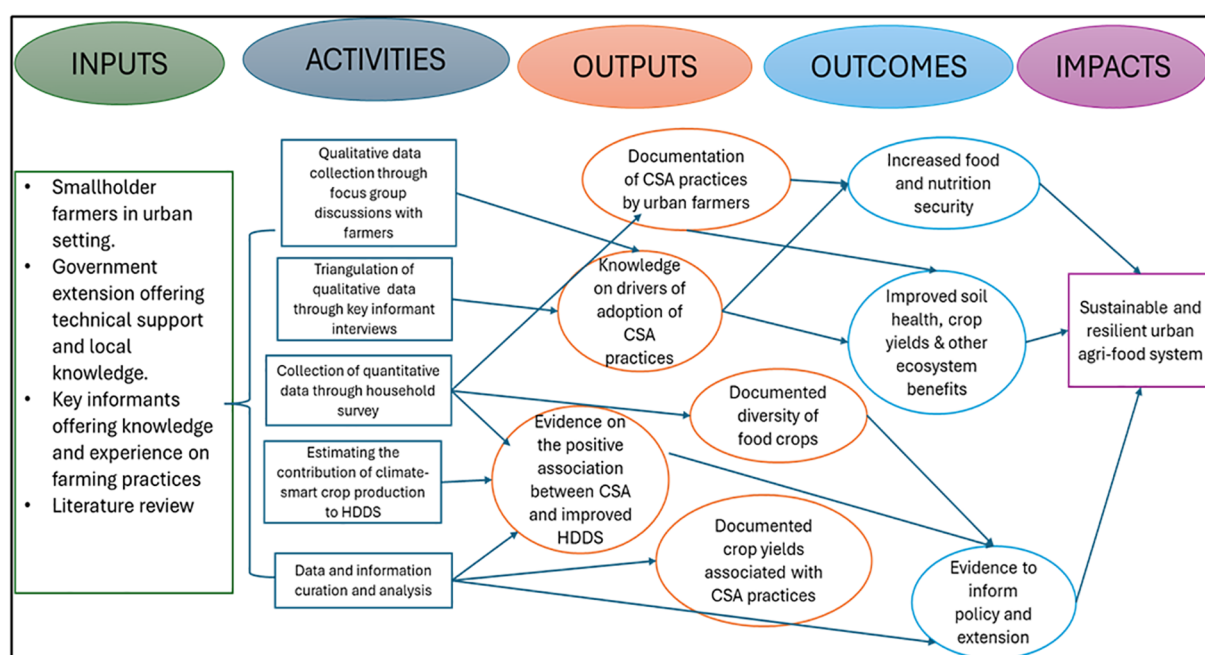 INPUTS
ACTIVITIES
OUTPUTS
OUTCOMES
IMPACTS
• Smallholder
farmers in urban
setting.
• Government
extension offering
technical support
and local
knowledge.
• Key informants
offering knowledge
and experience on
farming practices
• Literature review
Qualitative data
collection through
focus group
discussions with
farmers
Triangulation of
qualitative data
through key informant
interviews
Collection of quantitative
data through household
survey
Estimating the
contribution of climate-
smart crop production
to HDDS
Data and information
curation and analysis
Documentation
of CSA practices
by urban farmers
Knowledge
on drivers of
adoption of
CSA
practices
Documented
diversity of
food crops
Evidence on
the positive
association
between CSA
and improved
HDDS
Documented
crop yields
associated with
CSA practices
Increased food
and nutrition
security
Improved soil
health, crop
yields & other
ecosystem
benefits
Evidence to
inform
policy and
extension
Sustainable and
resilient urban
agri-food system